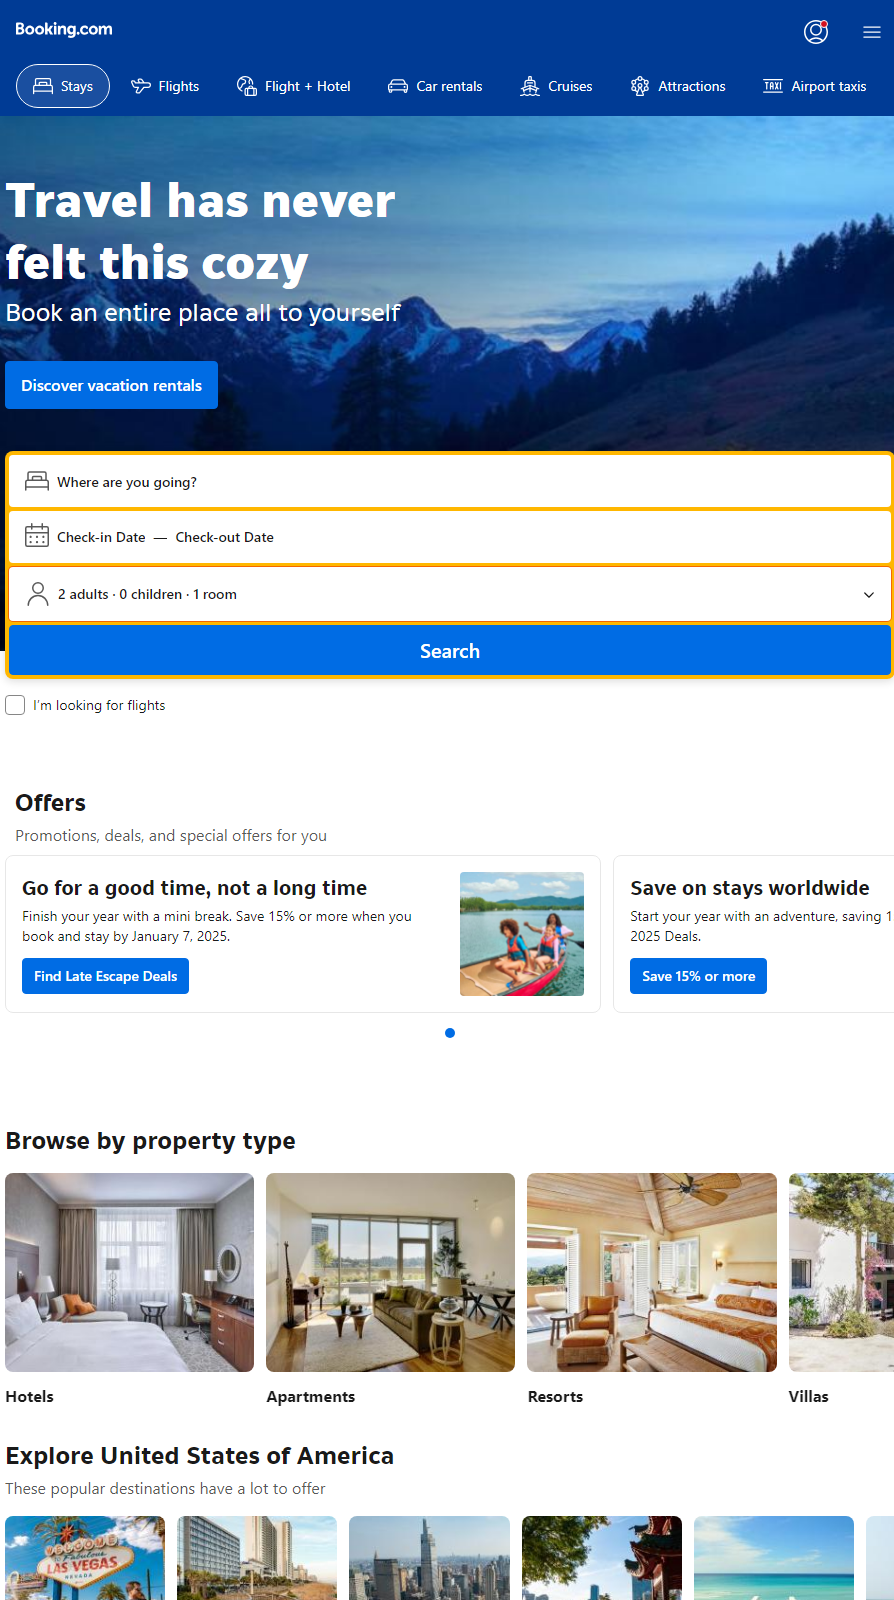 Booking.com
Stays
Flights
Flight + Hotel
Car rentals
Cruises
Attractions
TAXI
Airport taxis
Travel has never
felt this cozy
Book an entire place all to yourself
Discover vacation rentals
Where are you going?
Check-in Date — Check-out Date
2 adults · 0 children · 1 room
Search
I'm looking for flights
Offers
Promotions, deals, and special offers for you
Go for a good time, not a long time
Finish your year with a mini break. Save 15% or more when you
book and stay by January 7, 2025.
Find Late Escape Deals
Save on stays worldwide
Start your year with an adventure, saving 1
2025 Deals.
Save 15% or more
Browse by property type
Hotels
Apartments
Resorts
Villas
Explore United States of America
These popular destinations have a lot to offer
WELCOME
to Fabulous
LAS VEGAS
NEVADA